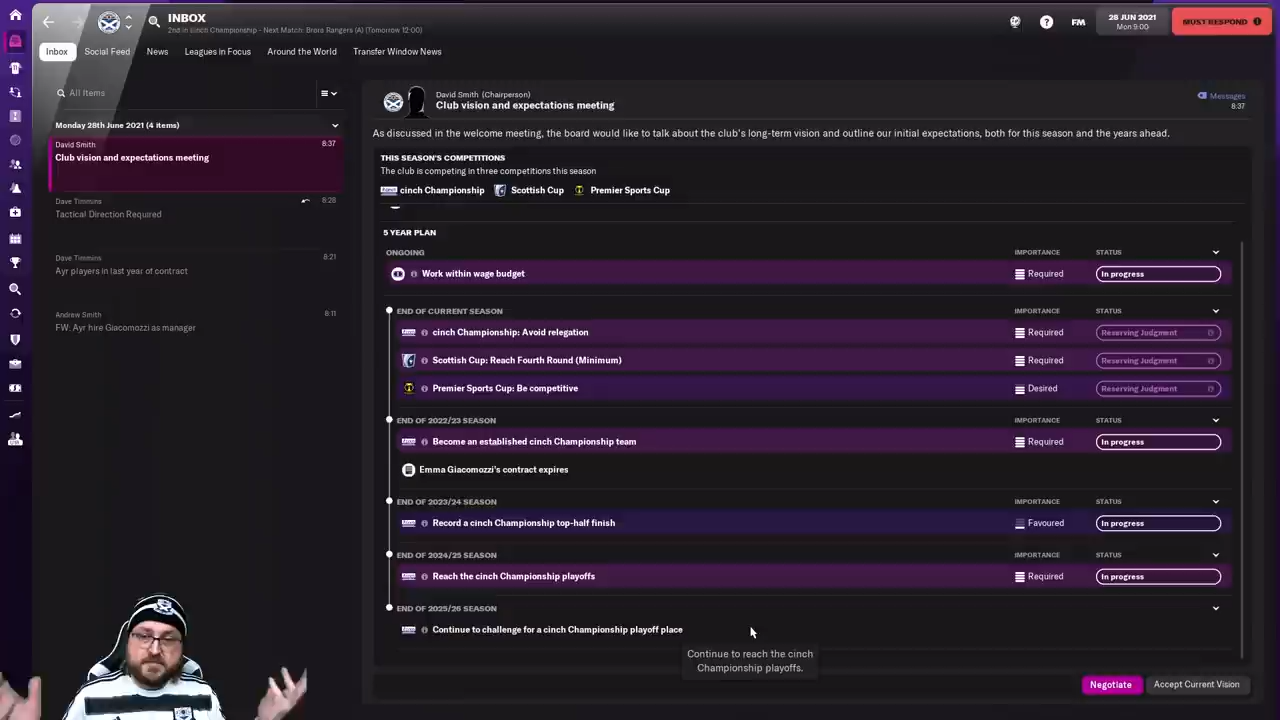 INBOX
2nd in cinch Championship - Next Match: Brora Rangers (A) (Tomorrow 12:00)
FM
28 JUN 2021
Mon 9:00
MUST RESPOND
Inbox
Social Feed
News
Leagues in Focus
Around the World
Transfer Window News
All Items
Monday 28th June 2021 (4 items)
David Smith
8:37
Club vision and expectations meeting
Dave Timmins
8:28
Tactical Direction Required
Dave Timmins
8:21
Ayr players in last year of contract
Andrew Smith
8:11
FW: Ayr hire Giacomozzi as manager
David Smith (Chairperson)
Club vision and expectations meeting
Messages
8:37
As discussed in the welcome meeting, the board would like to talk about the club's long-term vision and outline our initial expectations, both for this season and the years ahead.
THIS SEASON'S COMPETITIONS
The club is competing in three competitions this season
cinch Championship
Scottish Cup
Premier Sports Cup
5 YEAR PLAN
ONGOING IMPORTANCE STATUS
Work within wage budget Required In progress
END OF CURRENT SEASON IMPORTANCE STATUS
cinch Championship: Avoid relegation Required Reserving Judgment
Scottish Cup: Reach Fourth Round (Minimum) Required Reserving Judgment
Premier Sports Cup: Be competitive Desired Reserving Judgment
END OF 2022/23 SEASON IMPORTANCE STATUS
Become an established cinch Championship team Required In progress
Emma Giacomozzi's contract expires
END OF 2023/24 SEASON IMPORTANCE STATUS
Record a cinch Championship top-half finish Favoured In progress
END OF 2024/25 SEASON IMPORTANCE STATUS
Reach the cinch Championship playoffs Required In progress
END OF 2025/26 SEASON
Continue to challenge for a cinch Championship playoff place
Continue to reach the cinch
Championship playoffs.
Negotiate
Accept Current Vision